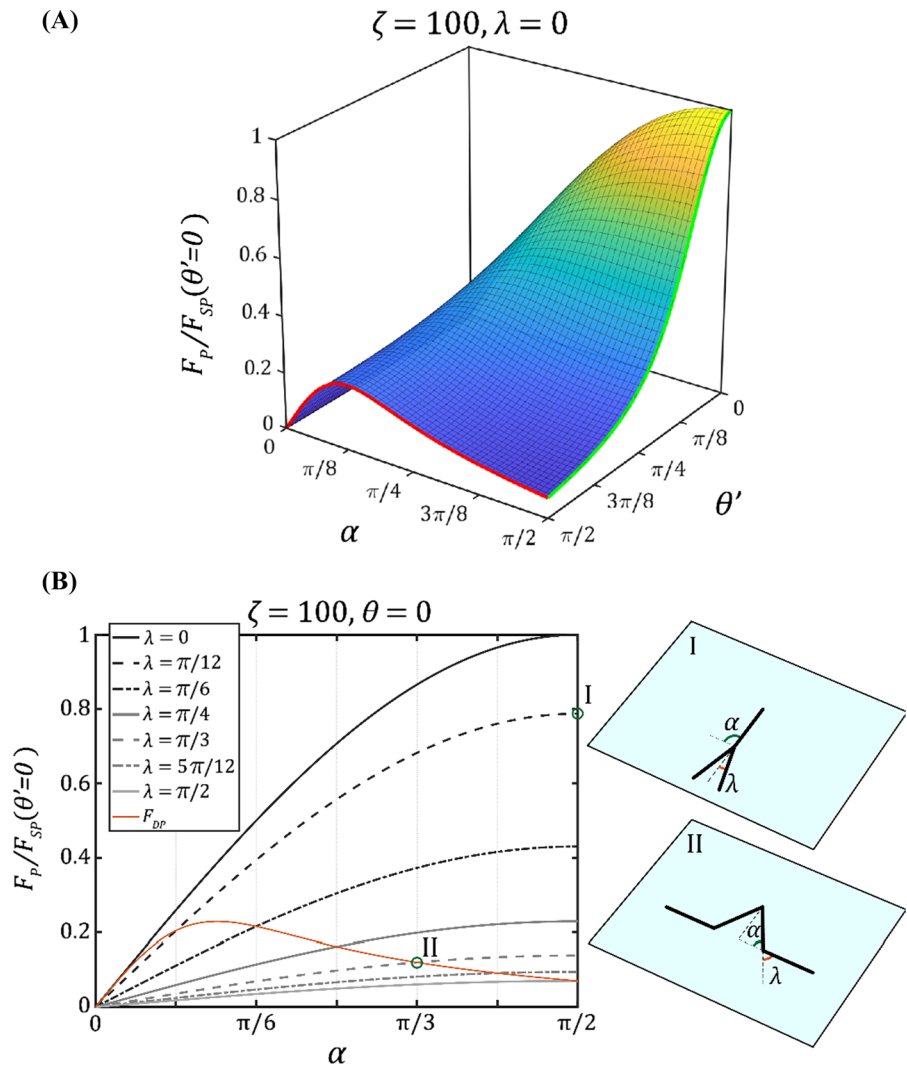 (A)
ζ = 100, λ = 0
F_P/F_SP(θ'=0)
1
0.8
0.6
0.4
0.2
0
0
π/8
π/4
3π/8
π/2
α
π/2
3π/8
π/4
π/8
0
θ'
(B)
ζ = 100, θ = 0
F_P/F_SP(θ'=0)
1
0.8
0.6
0.4
0.2
0
λ = 0
λ = π/12
λ = π/6
λ = π/4
λ = π/3
λ = 5π/12
λ = π/2
F_DP
I
II
0
π/6
π/3
π/2
α
I
α
λ
II
α
λ